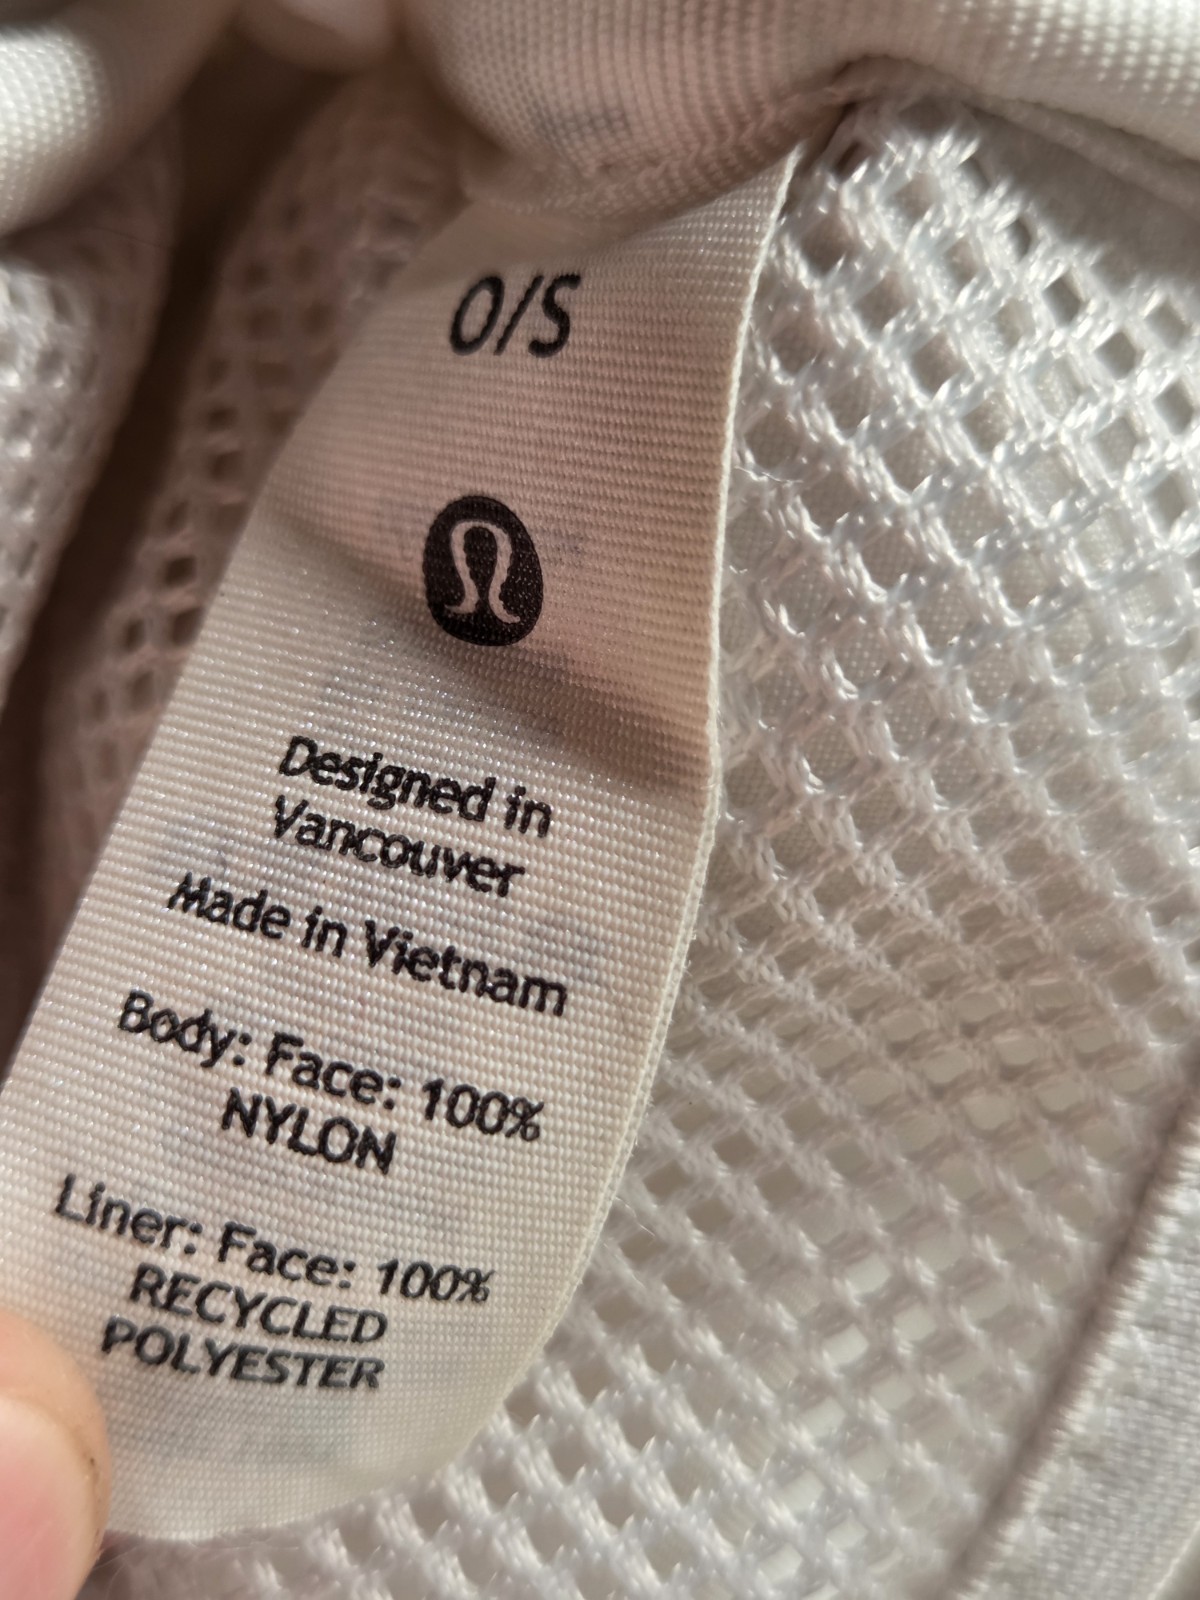 O/S
Designed in
Vancouver
Made in Vietnam
Body: Face: 100%
NYLON
Liner: Face: 100%
RECYCLED
POLYESTER